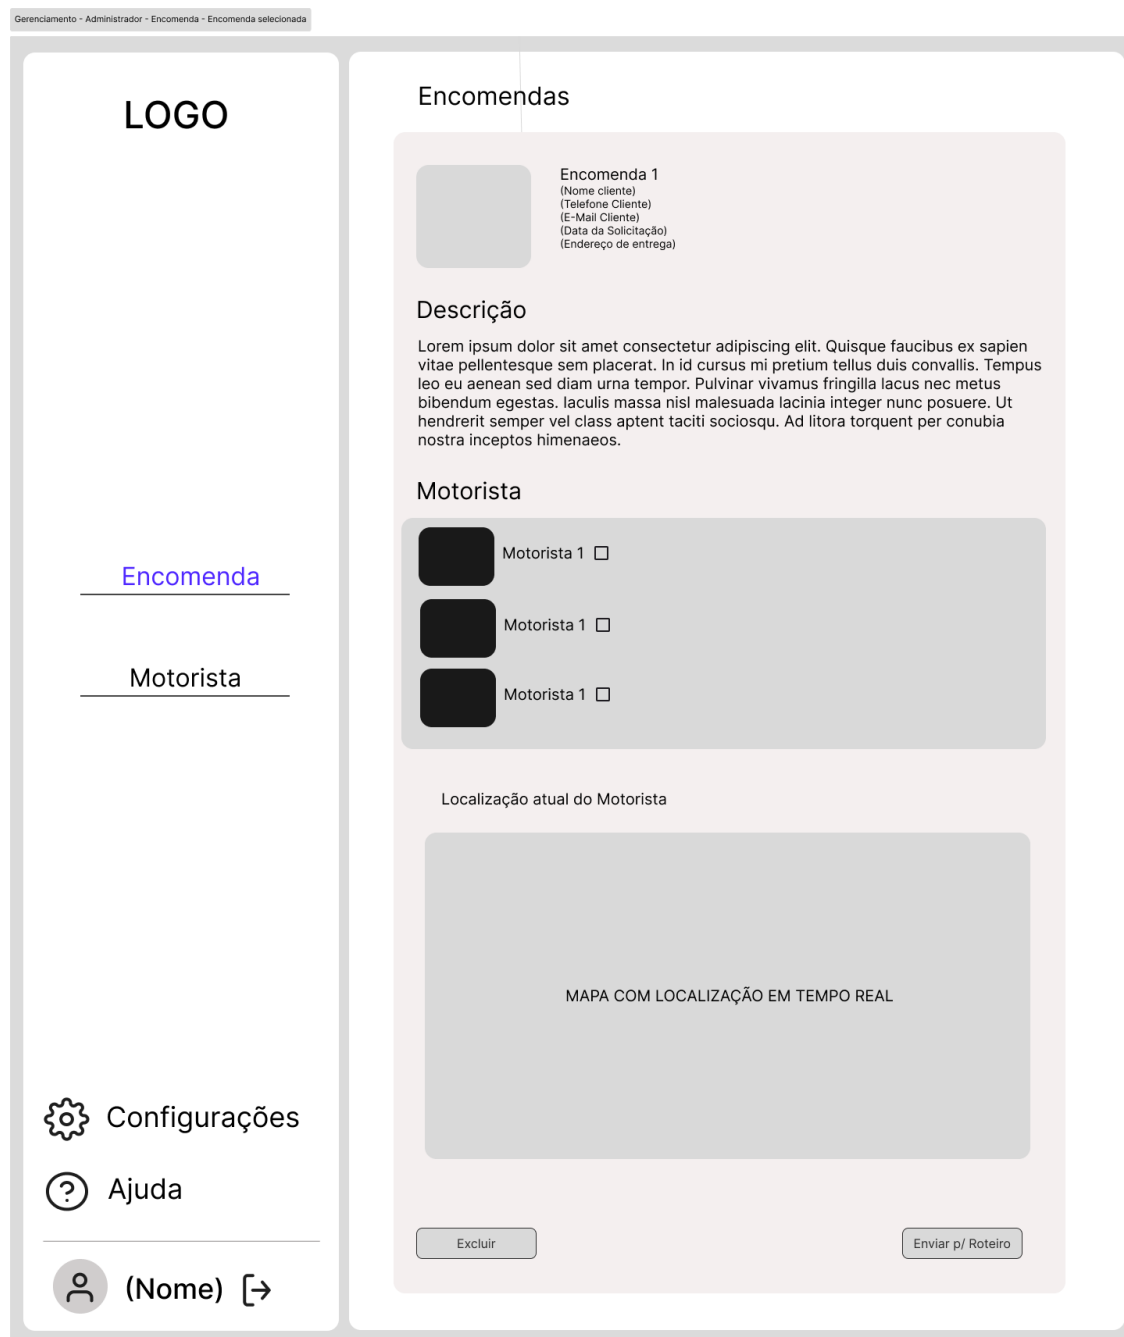 Gerenciamento - Administrador - Encomenda - Encomenda selecionada
LOGO
Encomenda
Motorista
Configurações
Ajuda
(Nome)
Encomendas
Encomenda 1
(Nome cliente)
(Telefone Cliente)
(E-Mail Cliente)
(Data da Solicitação)
(Endereço de entrega)
Descrição
Lorem ipsum dolor sit amet consectetur adipiscing elit. Quisque faucibus ex sapien
vitae pellentesque sem placerat. In id cursus mi pretium tellus duis convallis. Tempus
leo eu aenean sed diam urna tempor. Pulvinar vivamus fringilla lacus nec metus
bibendum egestas. Iaculis massa nisl malesuada lacinia integer nunc posuere. Ut
hendrerit semper vel class aptent taciti sociosqu. Ad litora torquent per conubia
nostra inceptos himenaeos.
Motorista
Motorista 1
Motorista 1
Motorista 1
Localização atual do Motorista
MAPA COM LOCALIZAÇÃO EM TEMPO REAL
Excluir
Enviar p/ Roteiro